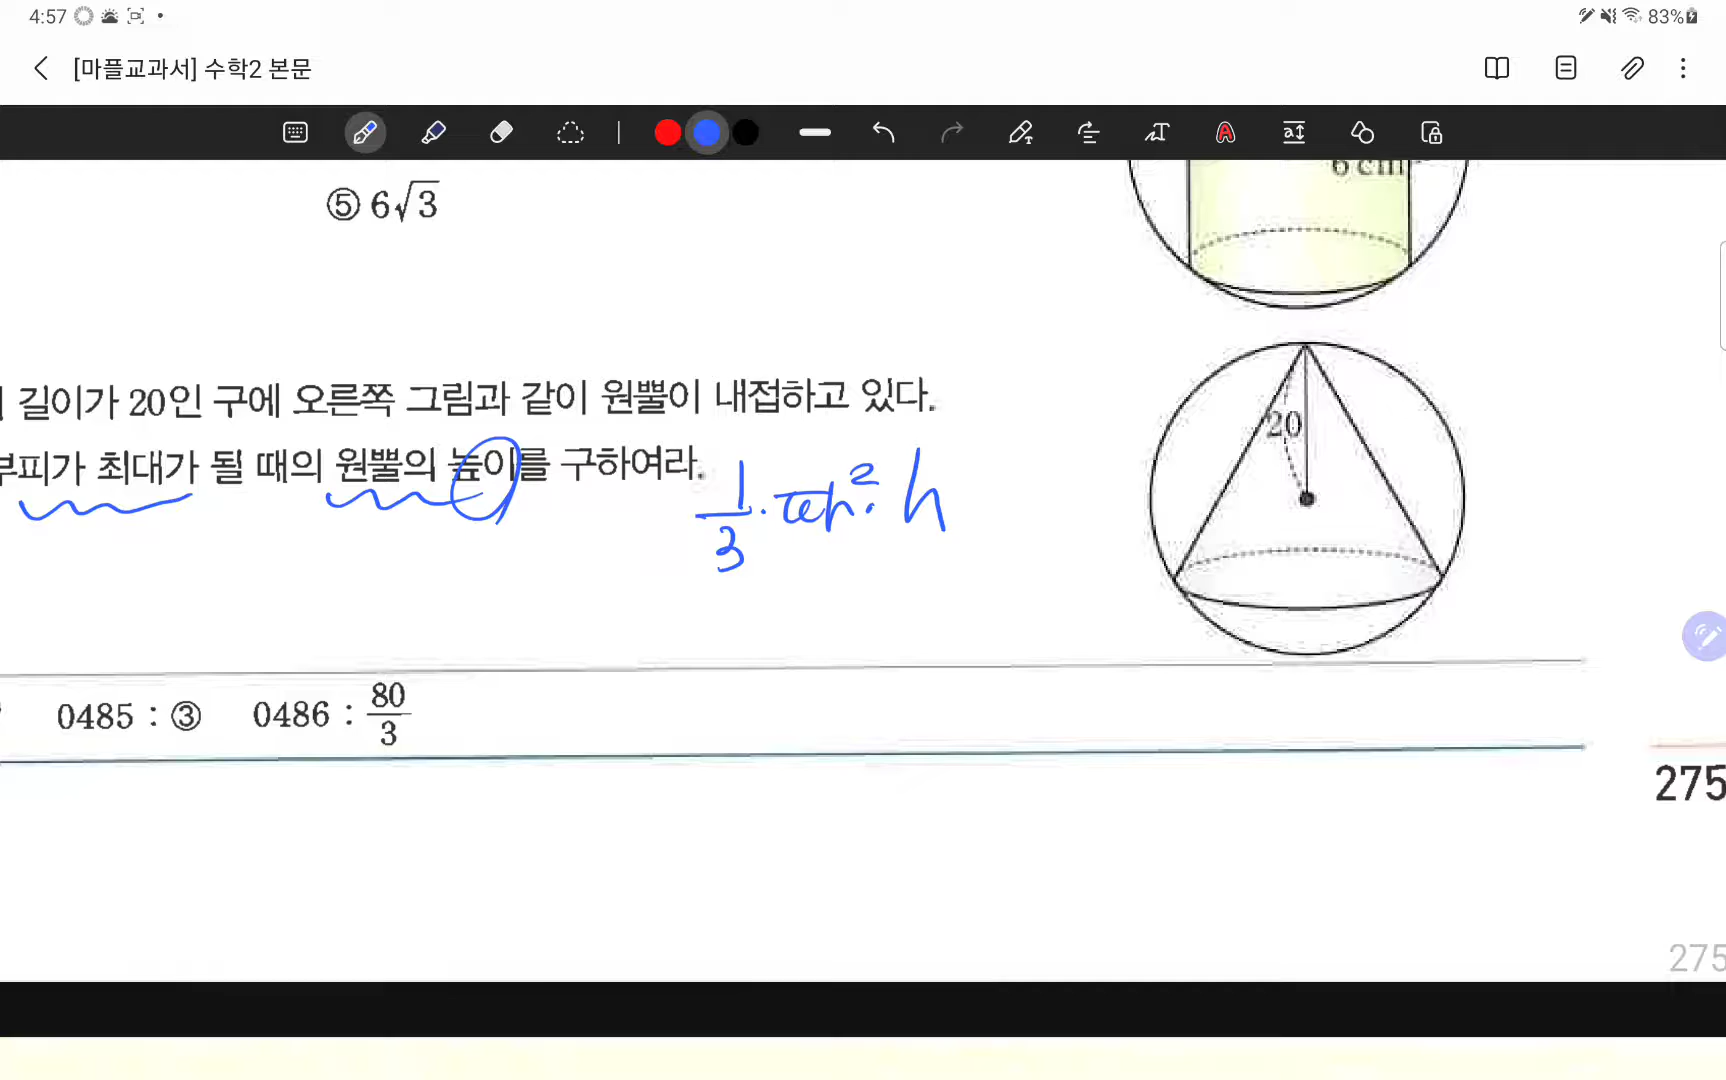 4:57
83%
[마플교과서] 수학2 본문
⑤ 6√3
6 cm
길이가 20인 구에 오른쪽 그림과 같이 원뿔이 내접하고 있다.
부피가 최대가 될 때의 원뿔의 높이를 구하여라.
20
1/3 · πr² · h
0485 : ③ 0486 : 80/3
275
275